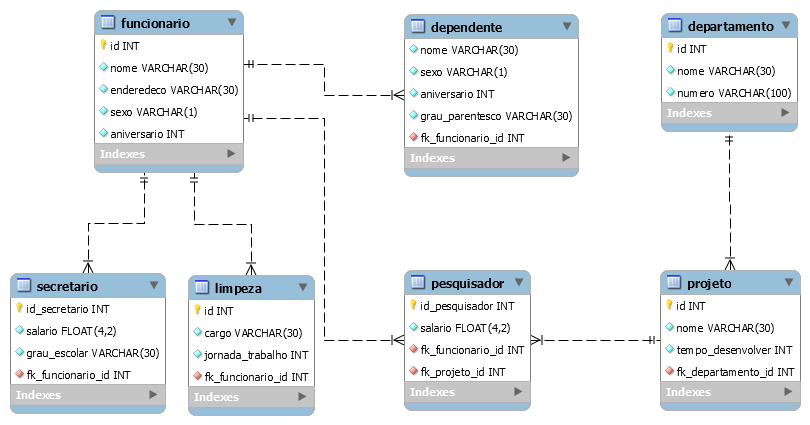 funcionario
id INT
nome VARCHAR(30)
enderedeco VARCHAR(30)
sexo VARCHAR(1)
aniversario INT
Indexes
dependente
nome VARCHAR(30)
sexo VARCHAR(1)
aniversario INT
grau_parentesco VARCHAR(30)
fk_funcionario_id INT
Indexes
departamento
id INT
nome VARCHAR(30)
numero VARCHAR(100)
Indexes
secretario
id_secretario INT
salario FLOAT(4,2)
grau_escolar VARCHAR(30)
fk_funcionario_id INT
Indexes
limpeza
id INT
cargo VARCHAR(30)
jornada_trabalho INT
fk_funcionario_id INT
Indexes
pesquisador
id_pesquisador INT
salario FLOAT(4,2)
fk_funcionario_id INT
fk_projeto_id INT
Indexes
projeto
id INT
nome VARCHAR(30)
tempo_desenvolver INT
fk_departamento_id INT
Indexes